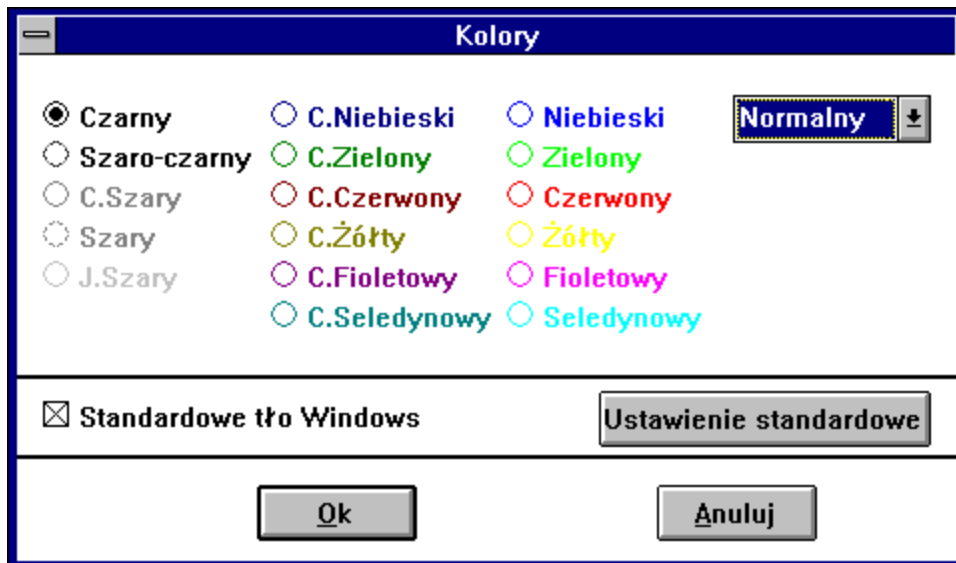 Kolory
Czarny C.Niebieski Niebieski Normalny
Szaro-czarny C.Zielony Zielony
C.Szary C.Czerwony Czerwony
Szary C.Żółty Żółty
J.Szary C.Fioletowy Fioletowy
C.Seledynowy Seledynowy
Standardowe tło Windows Ustawienie standardowe
Ok Anuluj